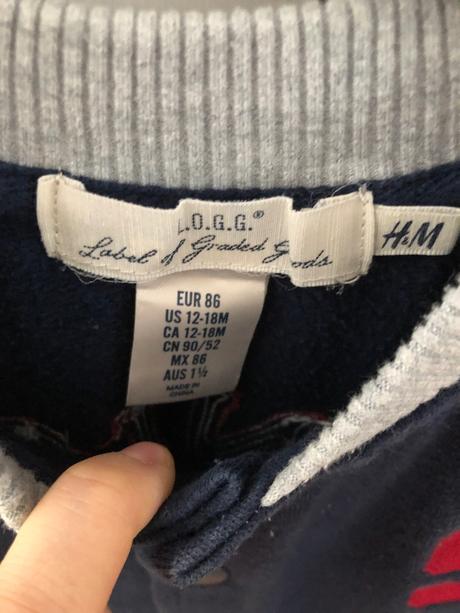 L.O.G.G.®
Label of Graded Goods
H&M
EUR 86
US 12-18M
CA 12-18M
CN 90/52
MX 86
AUS 1½
MADE IN
CHINA